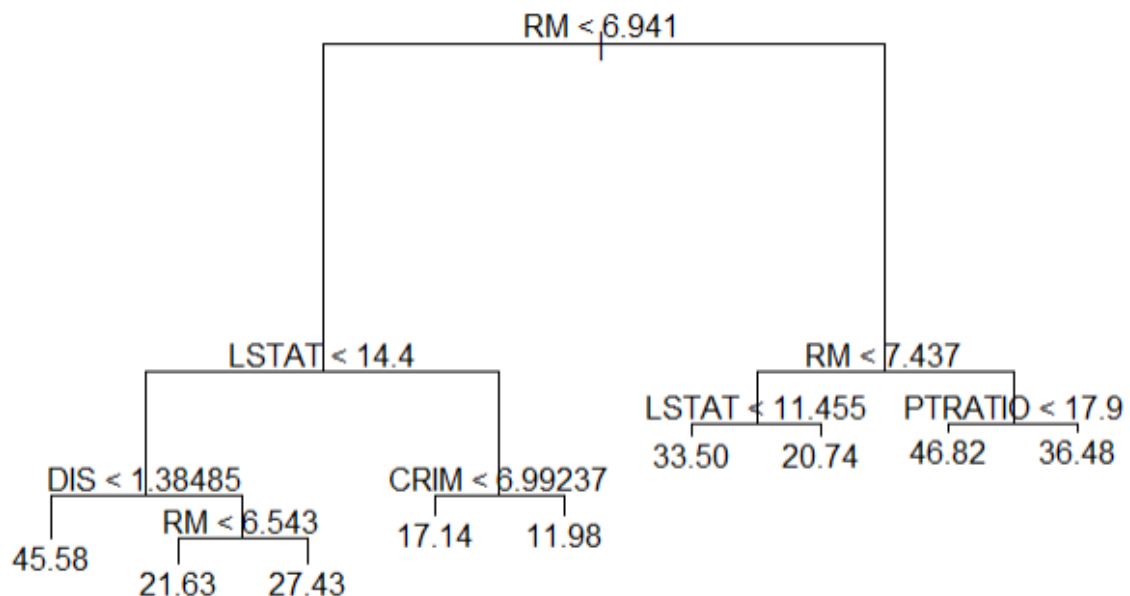 RM < 6.941
LSTAT < 14.4
RM < 7.437
LSTAT < 11.455
PTRATIO < 17.9
33.50
20.74
46.82
36.48
DIS < 1.38485
CRIM < 6.99237
RM < 6.543
17.14
11.98
45.58
21.63
27.43